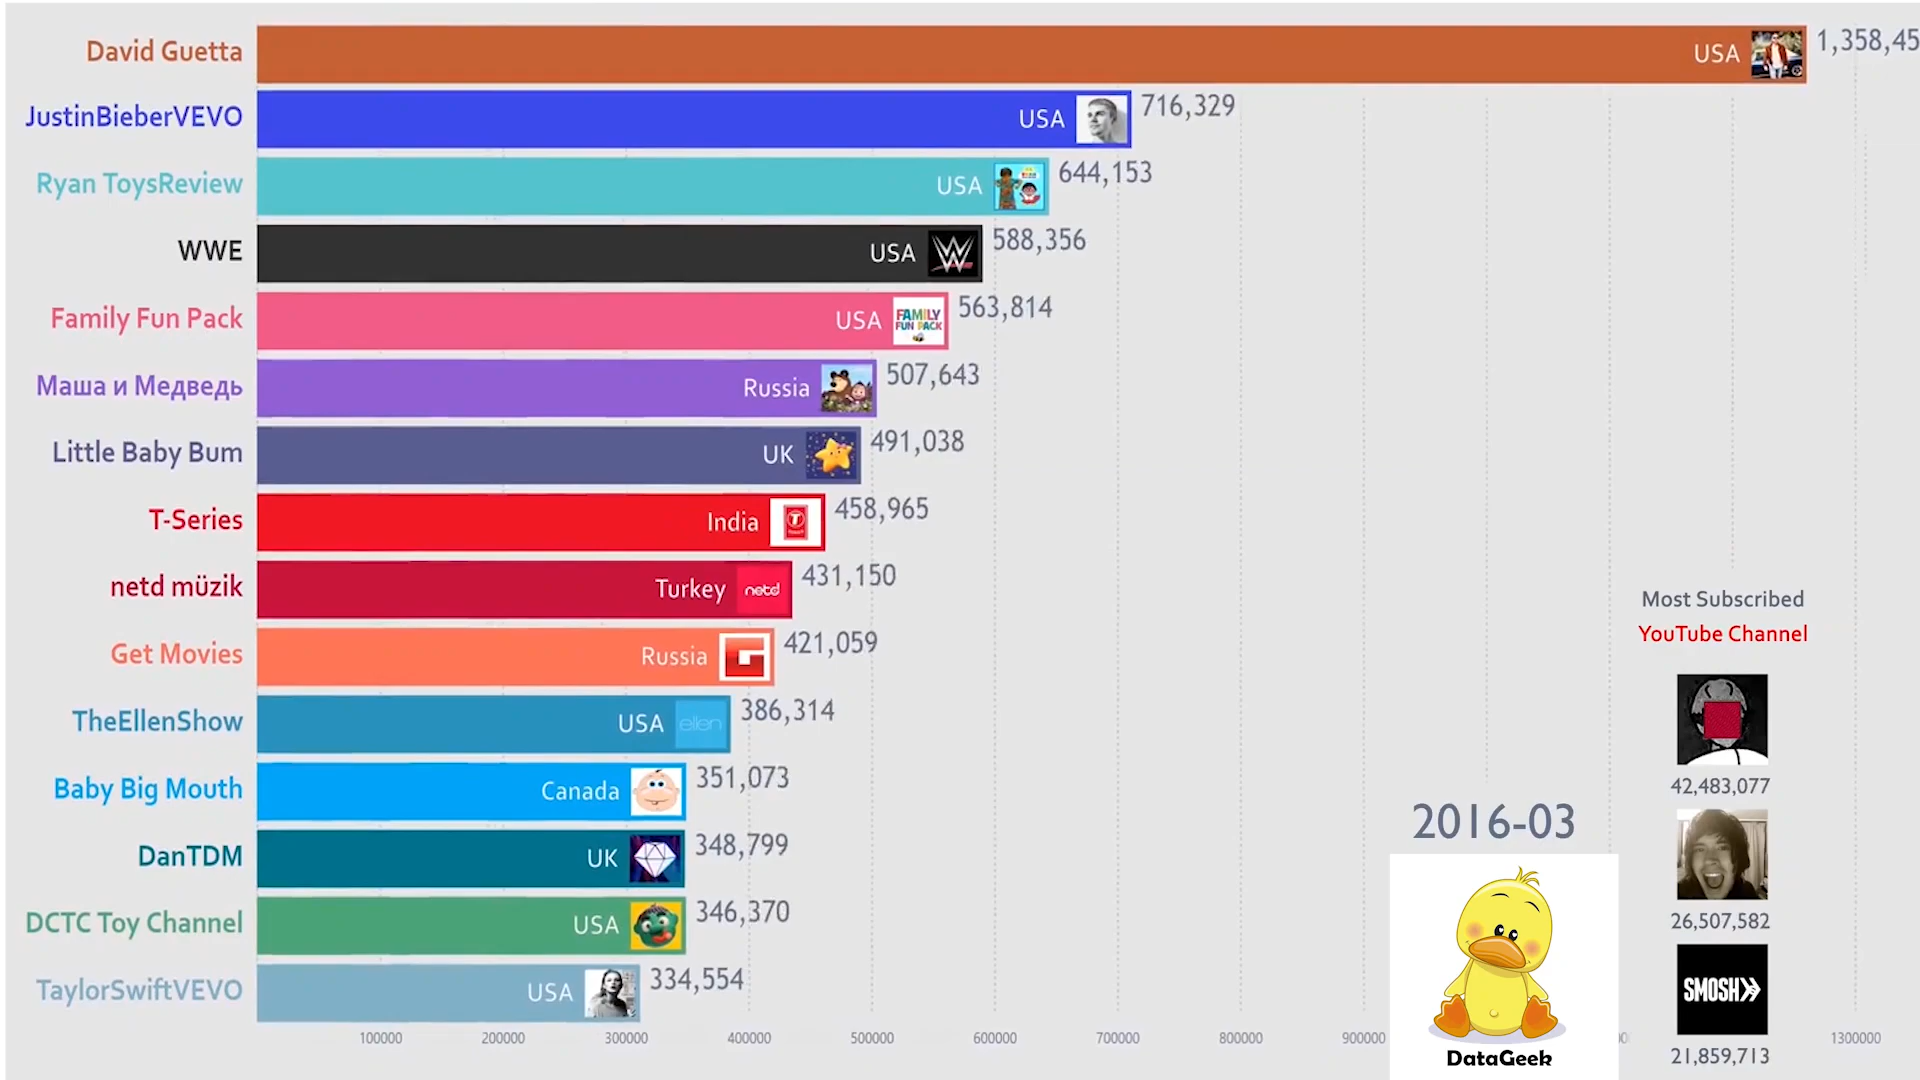 David Guetta USA 1,358,45
JustinBieberVEVO USA 716,329
Ryan ToysReview USA 644,153
WWE USA W 588,356
Family Fun Pack USA FAMILY FUN PACK 563,814
Маша и Медведь Russia 507,643
Little Baby Bum UK 491,038
T-Series India T 458,965
netd müzik Turkey netd 431,150
Get Movies Russia G 421,059
TheEllenShow USA ellen 386,314
Baby Big Mouth Canada 351,073
DanTDM UK 348,799
DCTC Toy Channel USA 346,370
TaylorSwiftVEVO USA 334,554
100000 200000 300000 400000 500000 600000 700000 800000 900000 1300000
2016-03
DataGeek
Most Subscribed
YouTube Channel
42,483,077
26,507,582
SMOSH
21,859,713